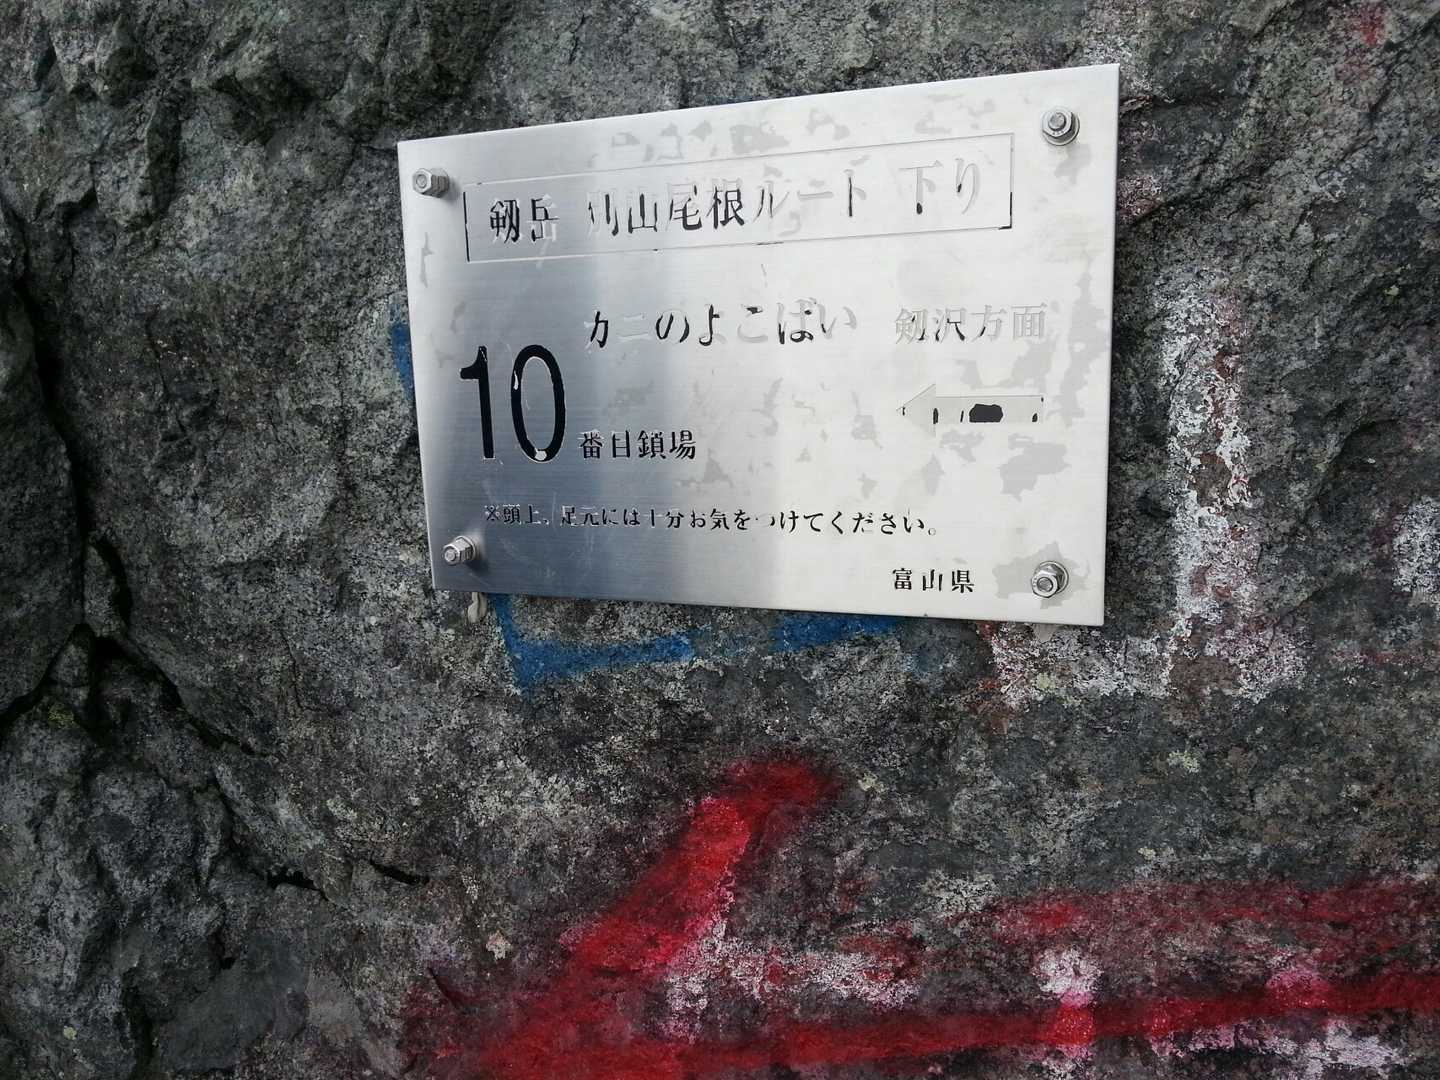 剱岳 別山尾根ルート 下り
カニのよこばい 剱沢方面
10番目鎖場
※頭上、足元には十分お気をつけてください。
富山県